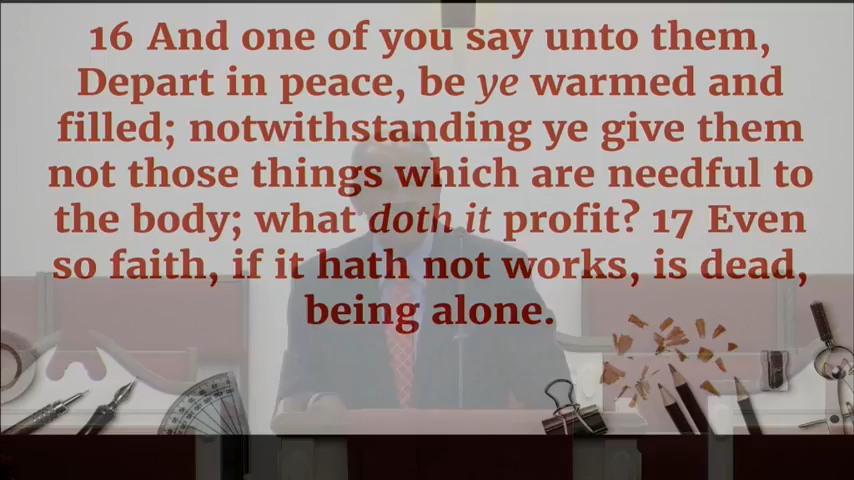 16 And one of you say unto them,
Depart in peace, be ye warmed and
filled; notwithstanding ye give them
not those things which are needful to
the body; what doth it profit? 17 Even
so faith, if it hath not works, is dead,
being alone.